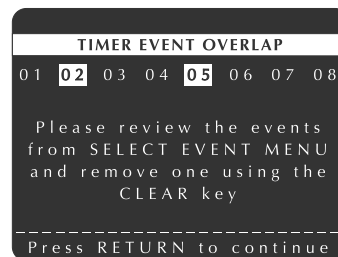 TIMER EVENT OVERLAP
01 02 03 04 05 06 07 08
Please review the events
from SELECT EVENT MENU
and remove one using the
CLEAR key
Press RETURN to continue